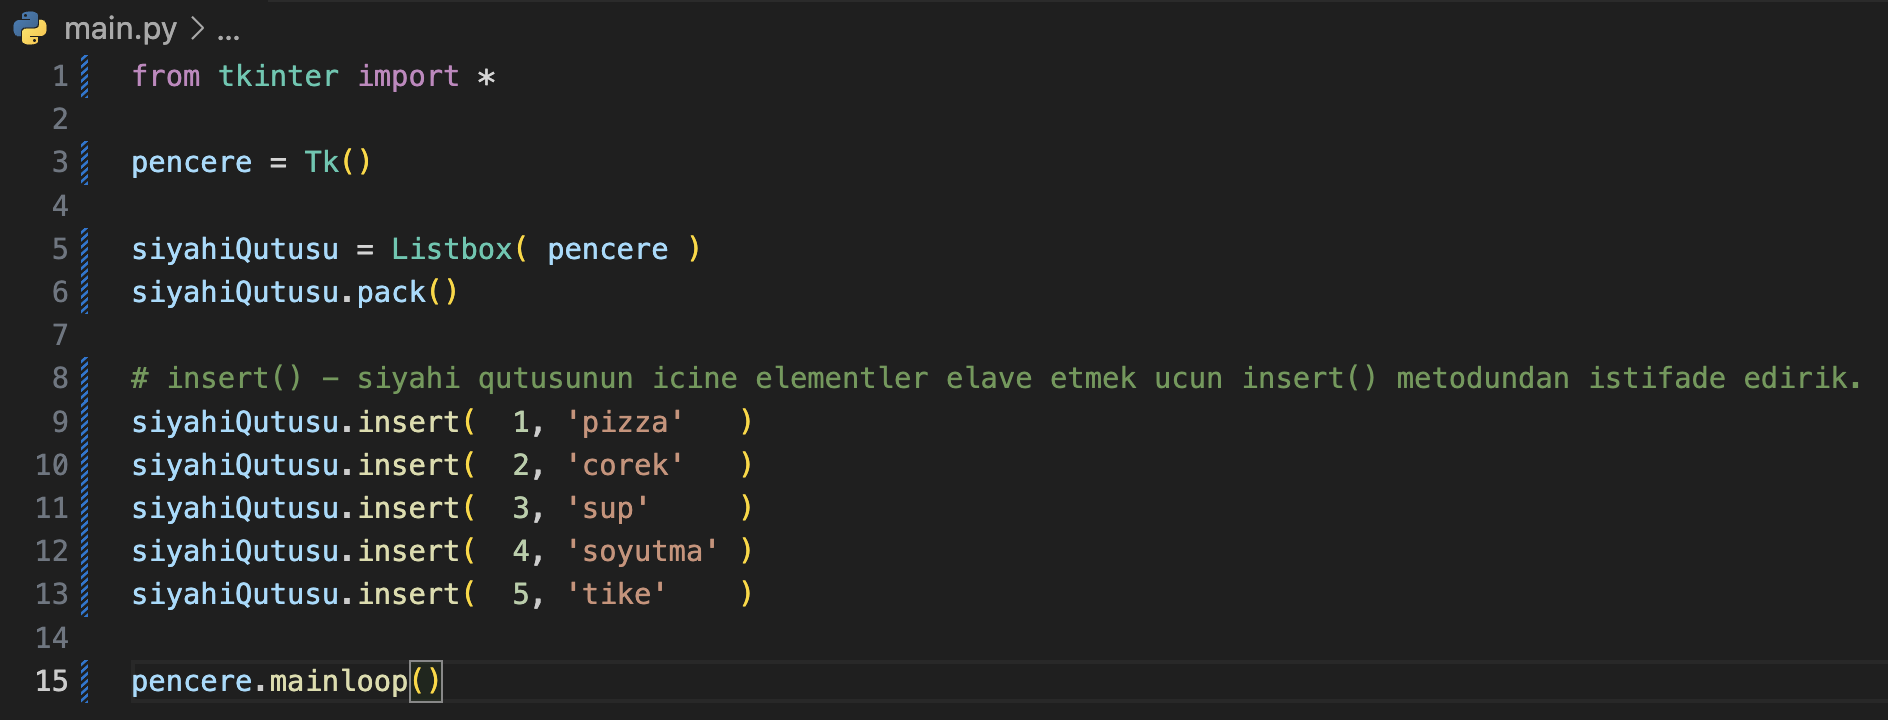 main.py > ...
1 from tkinter import *
2
3 pencere = Tk()
4
5 siyahiQutusu = Listbox( pencere )
6 siyahiQutusu.pack()
7
8 # insert() - siyahi qutusunun icine elementler elave etmek ucun insert() metodundan istifade edirik.
9 siyahiQutusu.insert(  1, 'pizza'   )
10 siyahiQutusu.insert(  2, 'corek'   )
11 siyahiQutusu.insert(  3, 'sup'     )
12 siyahiQutusu.insert(  4, 'soyutma' )
13 siyahiQutusu.insert(  5, 'tike'    )
14
15 pencere.mainloop()